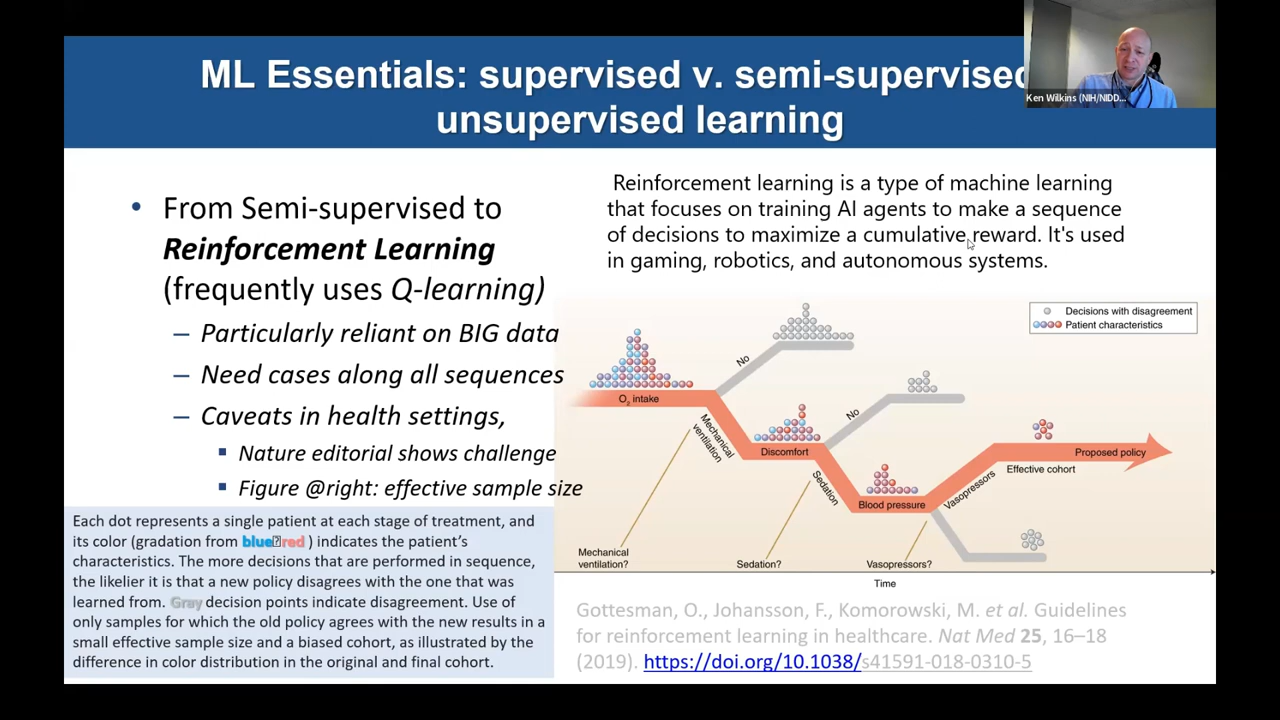 ML Essentials: supervised v. semi-supervised
unsupervised learning
Ken Wilkins (NIH/NIDD...
• From Semi-supervised to
Reinforcement Learning
(frequently uses Q-learning)
– Particularly reliant on BIG data
– Need cases along all sequences
– Caveats in health settings,
▪ Nature editorial shows challenge
▪ Figure @right: effective sample size
Each dot represents a single patient at each stage of treatment, and
its color (gradation from blue red ) indicates the patient's
characteristics. The more decisions that are performed in sequence,
the likelier it is that a new policy disagrees with the one that was
learned from. Gray decision points indicate disagreement. Use of
only samples for which the old policy agrees with the new results in a
small effective sample size and a biased cohort, as illustrated by the
difference in color distribution in the original and final cohort.
Reinforcement learning is a type of machine learning
that focuses on training AI agents to make a sequence
of decisions to maximize a cumulative reward. It's used
in gaming, robotics, and autonomous systems.
Decisions with disagreement
Patient characteristics
O2 intake
No
Mechanical
ventilation
Discomfort
No
Sedation
Blood pressure
Vasopressors
Effective cohort
Proposed policy
Mechanical
ventilation?
Sedation?
Vasopressors?
Time
Gottesman, O., Johansson, F., Komorowski, M. et al. Guidelines
for reinforcement learning in healthcare. Nat Med 25, 16–18
(2019). https://doi.org/10.1038/s41591-018-0310-5